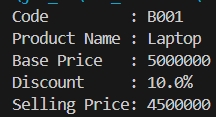 Code          : B001
Product Name : Laptop
Base Price   : 5000000
Discount      : 10.0%
Selling Price: 4500000